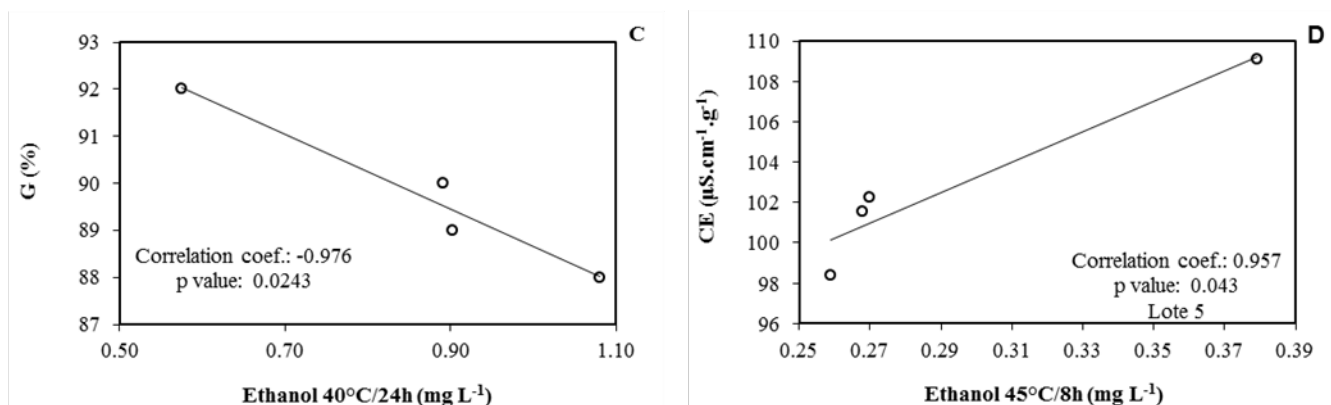 C
93
92
91
90
89
88
87
G (%)
Correlation coef.: -0.976
p value: 0.0243
0.50 0.70 0.90 1.10
Ethanol 40°C/24h (mg L⁻¹)
D
110
108
106
104
102
100
98
96
CE (µS.cm⁻¹.g⁻¹)
Correlation coef.: 0.957
p value: 0.043
Lote 5
0.25 0.27 0.29 0.31 0.33 0.35 0.37 0.39
Ethanol 45°C/8h (mg L⁻¹)